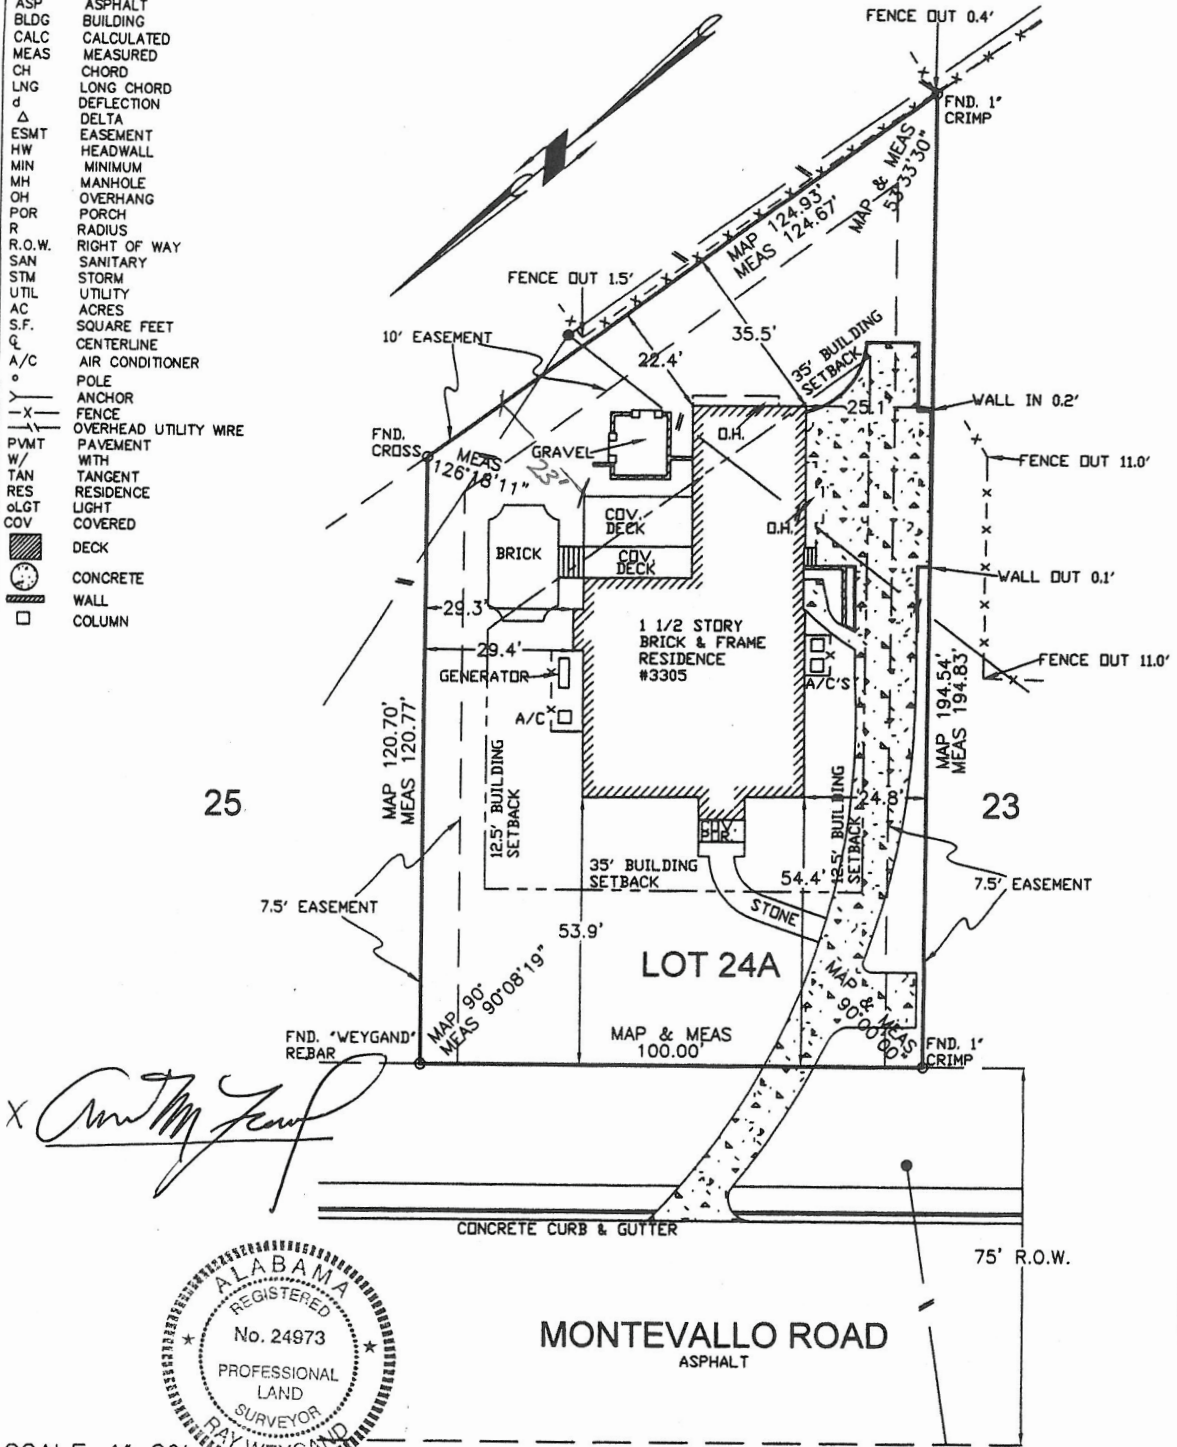 ASP ASPHALT
BLDG BUILDING
CALC CALCULATED
MEAS MEASURED
CH CHORD
LNG LONG CHORD
d DEFLECTION
Δ DELTA
ESMT EASEMENT
HW HEADWALL
MIN MINIMUM
MH MANHOLE
OH OVERHANG
POR PORCH
R RADIUS
R.O.W. RIGHT OF WAY
SAN SANITARY
STM STORM
UTIL UTILITY
AC ACRES
S.F. SQUARE FEET
℄ CENTERLINE
A/C AIR CONDITIONER
POLE
ANCHOR
-X- FENCE
OVERHEAD UTILITY WIRE
PVMT PAVEMENT
W/ WITH
TAN TANGENT
RES RESIDENCE
oLGT LIGHT
COV COVERED
DECK
CONCRETE
WALL
COLUMN
FENCE OUT 0.4'
FND. 1"
CRIMP
MAP & MEAS
53°33'30"
MAP 124.93'
MEAS 124.67'
FENCE OUT 1.5'
10' EASEMENT
35.5'
22.4'
35' BUILDING
SETBACK
25.1'
WALL IN 0.2'
FND.
CROSS
MEAS
126°18'11"
GRAVEL
23'
O.H.
FENCE OUT 11.0'
COV.
DECK
O.H.
BRICK
COV.
DECK
WALL OUT 0.1'
29.3'
29.4'
1 1/2 STORY
BRICK & FRAME
RESIDENCE
#3305
GENERATOR
A/C'S
A/C
FENCE OUT 11.0'
MAP 120.70'
MEAS 120.77'
MAP 194.54'
MEAS 194.83'
25
12.5' BUILDING
SETBACK
12.5' BUILDING
SETBACK
24.8'
23
35' BUILDING
SETBACK
54.4'
7.5' EASEMENT
7.5' EASEMENT
STONE
53.9'
LOT 24A
MAP 90°
MEAS 90°08'19"
MAP & MEAS
90°00'00"
FND. "WEYGAND"
REBAR
MAP & MEAS
100.00'
FND. 1"
CRIMP
X
CONCRETE CURB & GUTTER
75' R.O.W.
MONTEVALLO ROAD
ASPHALT
ALABAMA
REGISTERED
No. 24973
PROFESSIONAL
LAND
SURVEYOR
RAY WEYGAND